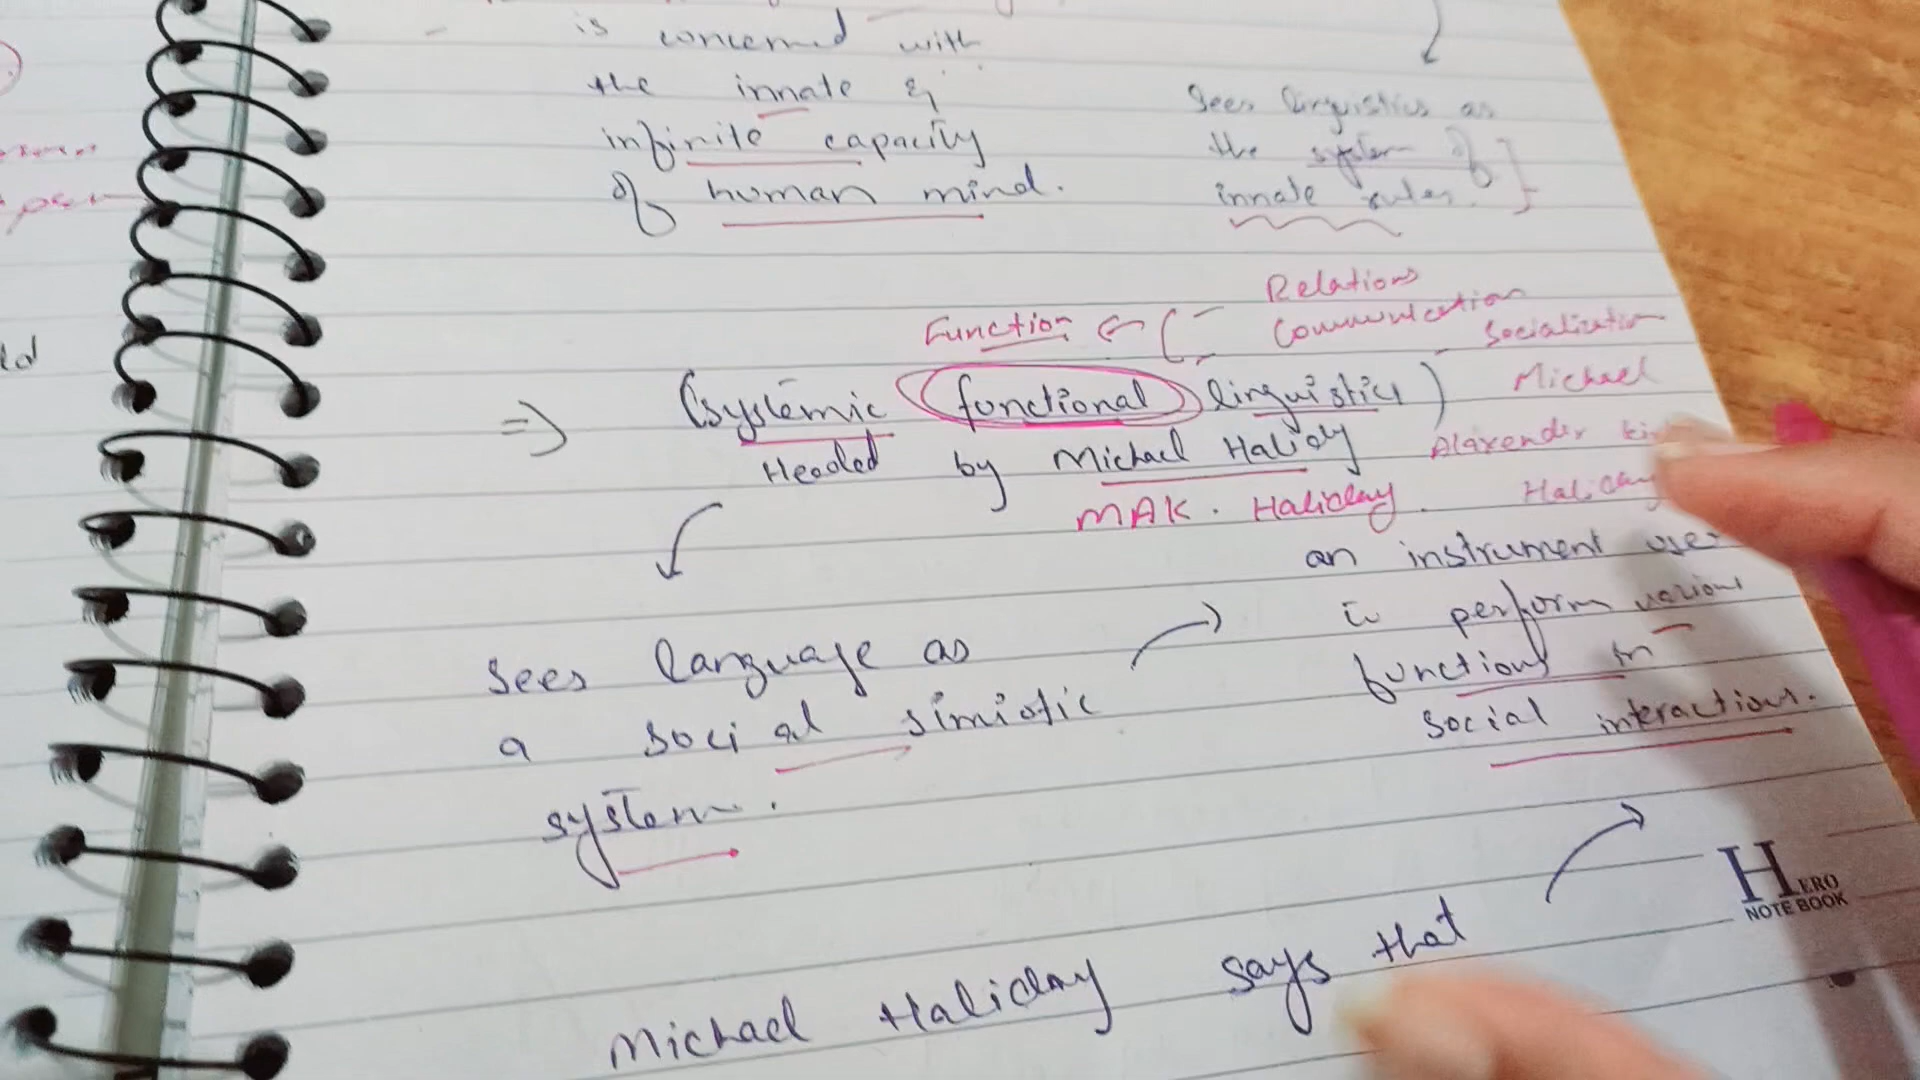 is concerned with
the innate &
infinite capacity
of human mind.
Sees linguistics as
the system of
innate rules.
Relations
Function
Communication
Socialization
(systemic functional linguistics)
Michael
Headed by Michael Haliday
Alaxender
MAK. Haliday.
Haliday
an instrument
to perform various
functions in
social interactions.
Sees language as
a social simiotic
system.
Michael Haliday says that
HERO
NOTE BOOK